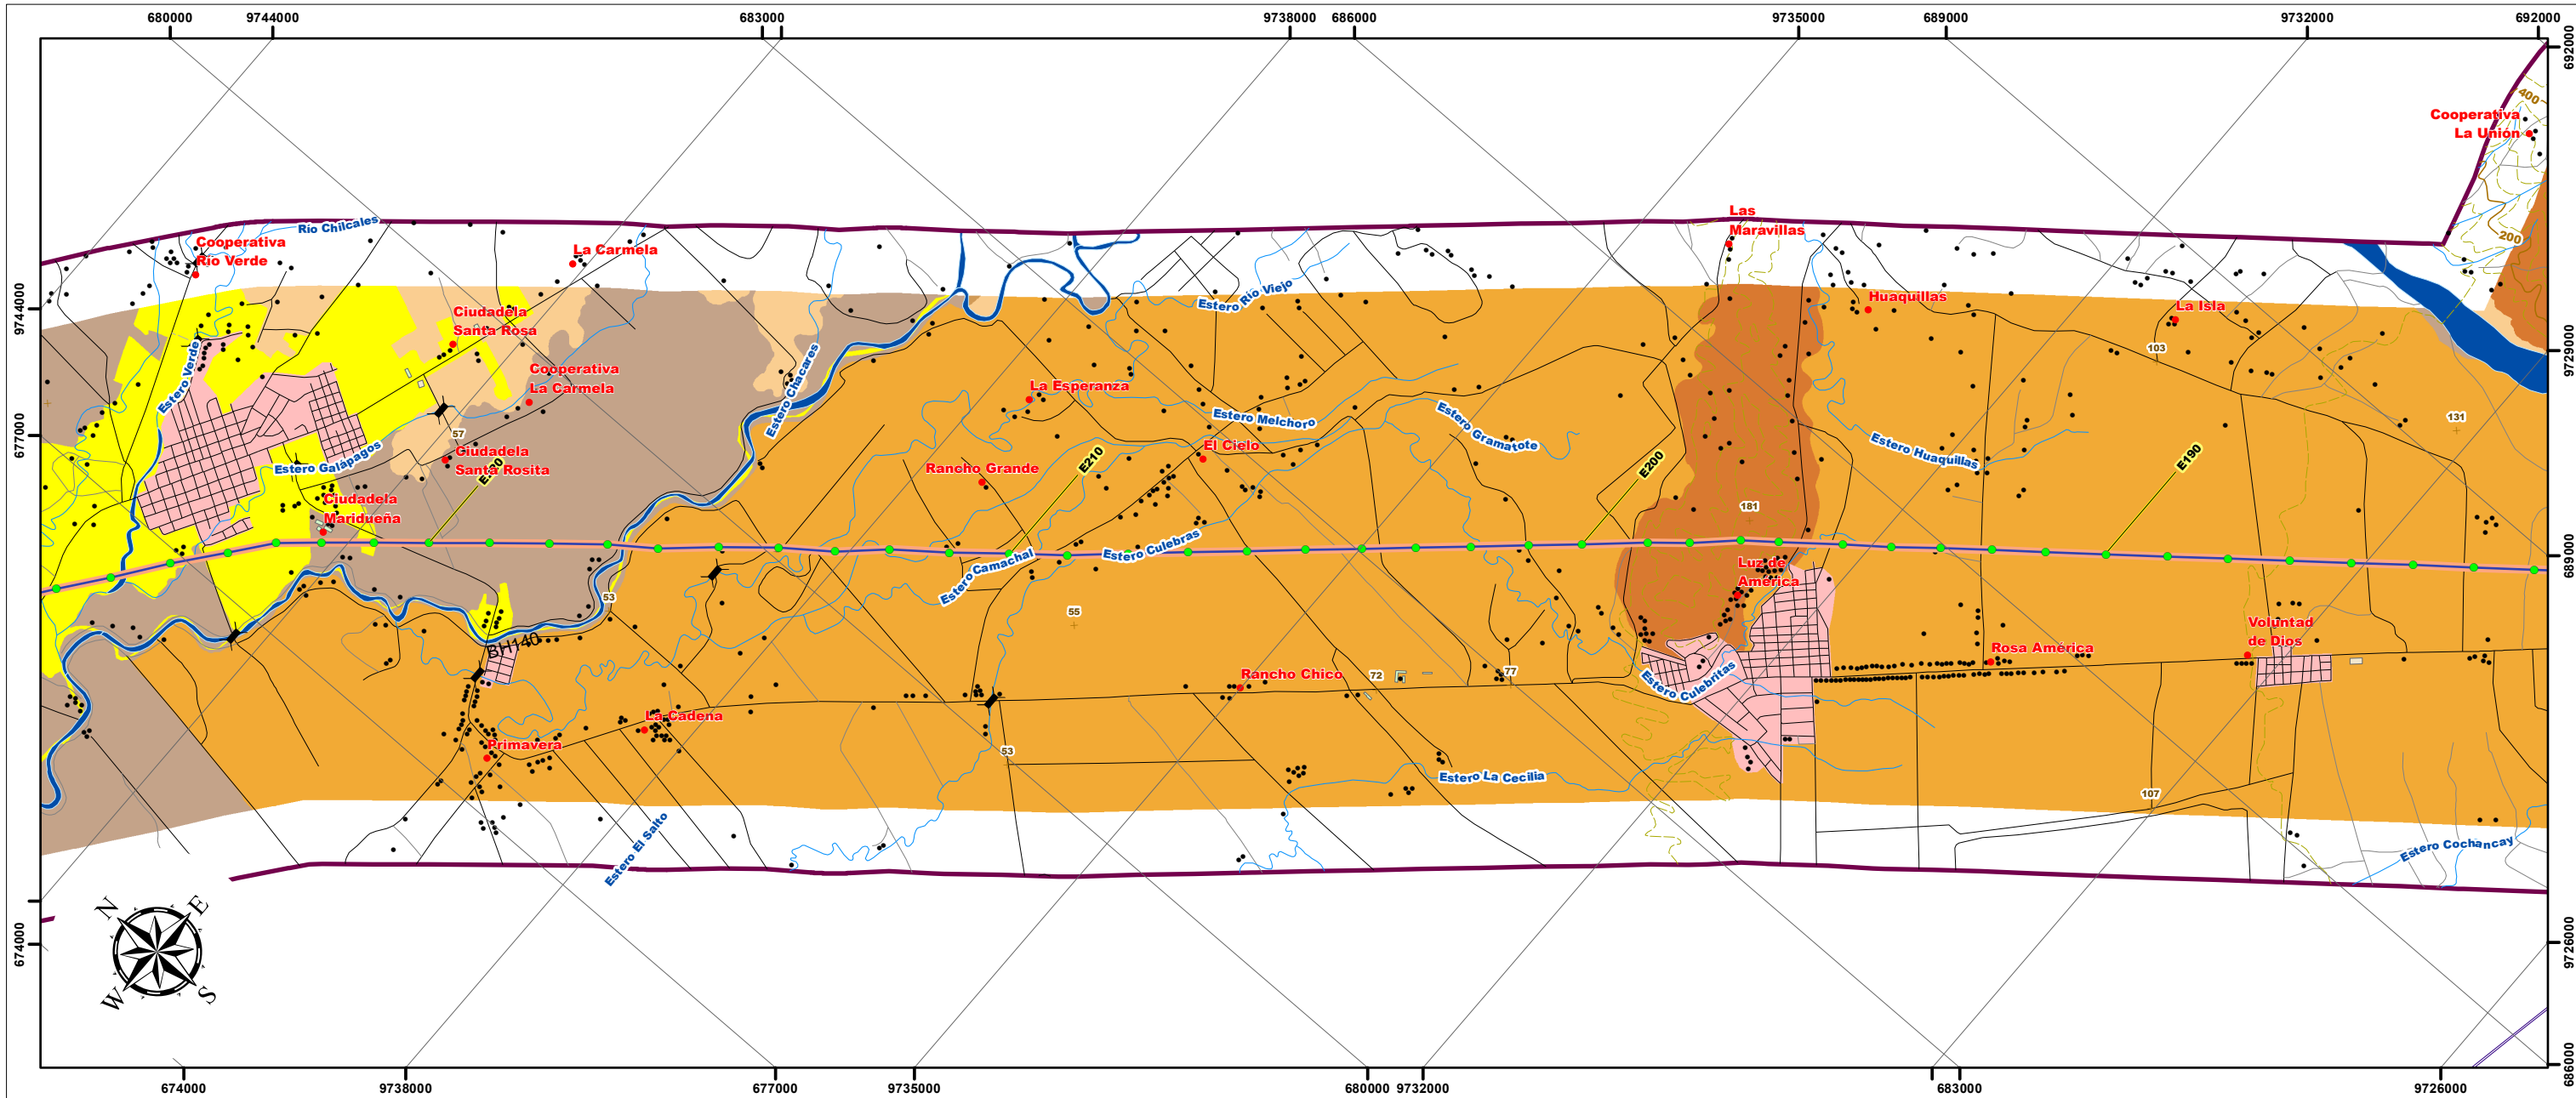 680000 9744000 683000 9738000 686000 9735000 689000 9732000 692000
692000
9744000
677000
674000
9729000
689000
9726000
686000
Cooperativa
La Unión
400
200
Río Chilcales
Cooperativa
Río Verde
La Carmela
Las
Maravillas
Ciudadela
Santa Rosa
Estero Río Viejo
Huaquillas
La Isla
103
Estero Verde
Cooperativa
La Carmela
Estero Chacares
La Esperanza
Estero Melchoro
Estero Gramatote
131
57
Estero Galápagos
Ciudadela
Santa Rosita
E220
Rancho Grande
E210
El Cielo
E200
Estero Huaquillas
E190
Ciudadela
Maridueña
181
Estero Culebras
Estero Camachal
Luz de
América
53
55
BH140
Voluntad
de Dios
Rosa América
Rancho Chico
72
77
Estero Culebritas
La Cadena
Primavera
53
Estero La Cecilia
107
Estero El Salto
Estero Cochancay
N
E
W
S
674000 9738000 677000 9735000 680000 9732000 683000 9726000